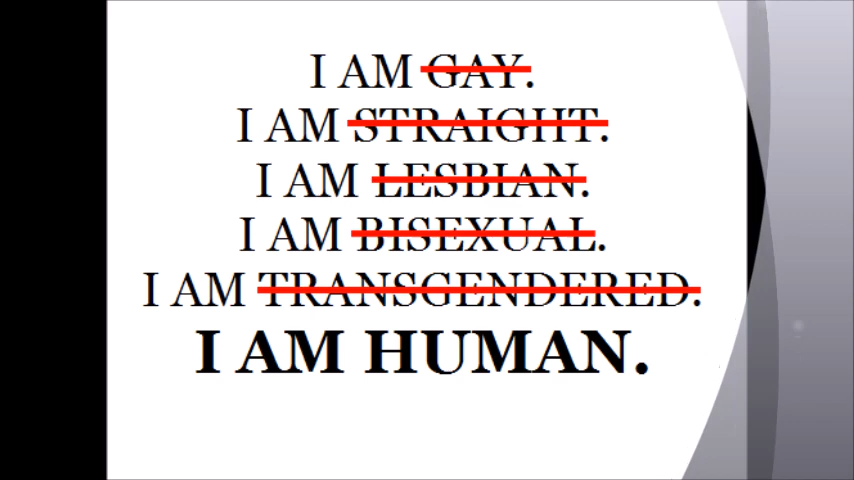 I AM GAY.
I AM STRAIGHT.
I AM LESBIAN.
I AM BISEXUAL.
I AM TRANSGENDERED.
I AM HUMAN.